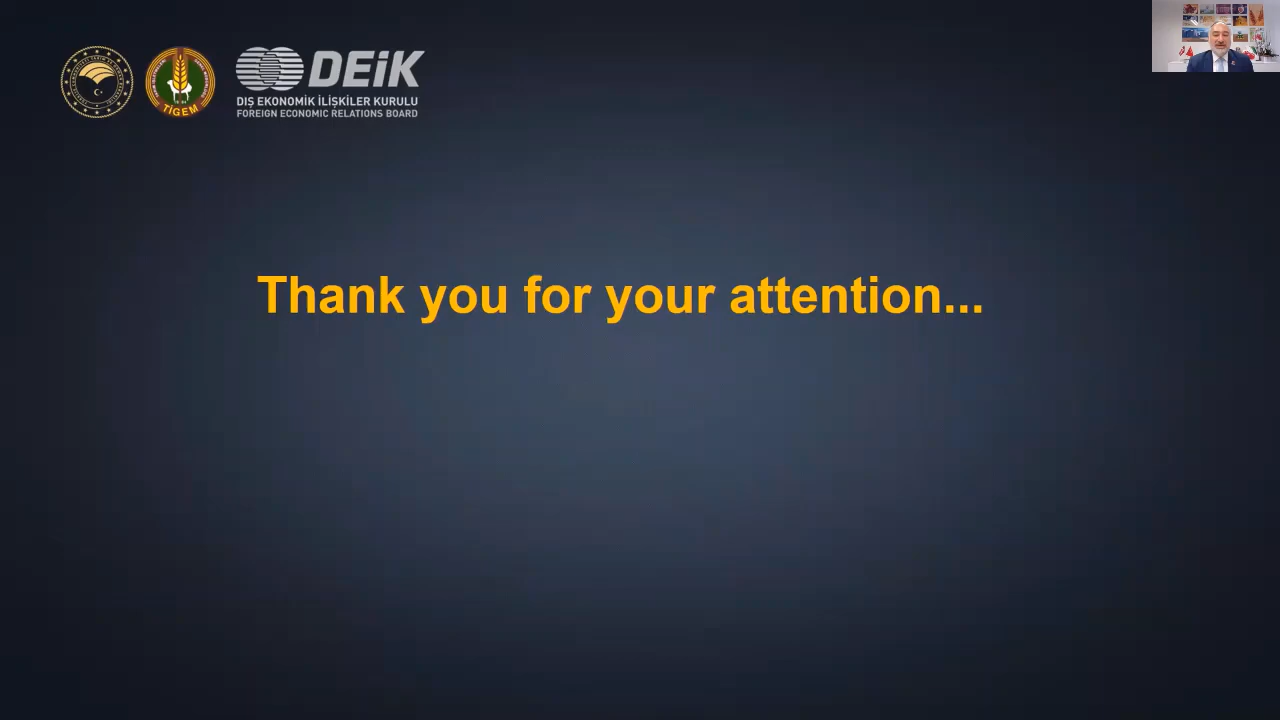 TİGEM
DEİK
DIŞ EKONOMİK İLİŞKİLER KURULU
FOREIGN ECONOMIC RELATIONS BOARD
Thank you for your attention...